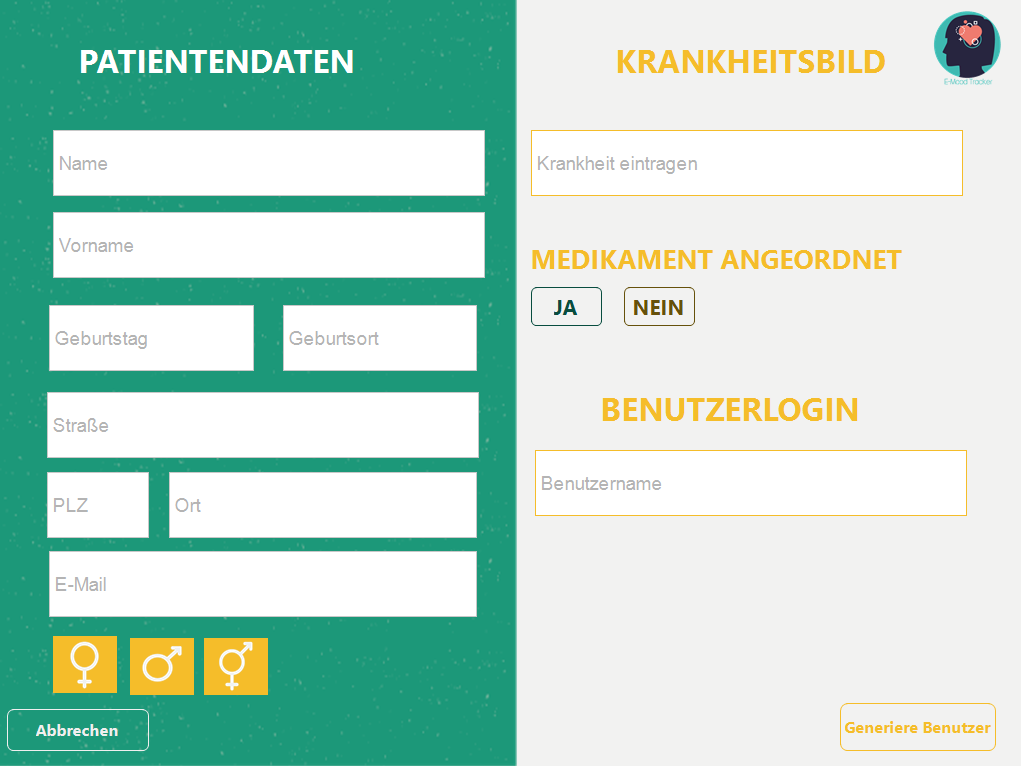 PATIENTENDATEN
Name
Vorname
Geburtstag
Geburtsort
Straße
PLZ
Ort
E-Mail
Abbrechen
KRANKHEITSBILD
E-Mood Tracker
Krankheit eintragen
MEDIKAMENT ANGEORDNET
JA
NEIN
BENUTZERLOGIN
Benutzername
Generiere Benutzer